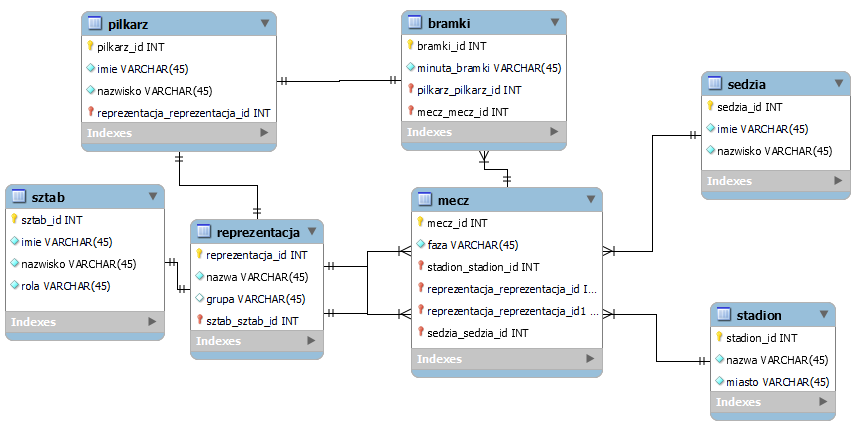 pilkarz
pilkarz_id INT
imie VARCHAR(45)
nazwisko VARCHAR(45)
reprezentacja_reprezentacja_id INT
Indexes
bramki
bramki_id INT
minuta_bramki VARCHAR(45)
pilkarz_pilkarz_id INT
mecz_mecz_id INT
Indexes
sedzia
sedzia_id INT
imie VARCHAR(45)
nazwisko VARCHAR(45)
Indexes
sztab
sztab_id INT
imie VARCHAR(45)
nazwisko VARCHAR(45)
rola VARCHAR(45)
Indexes
reprezentacja
reprezentacja_id INT
nazwa VARCHAR(45)
grupa VARCHAR(45)
sztab_sztab_id INT
Indexes
mecz
mecz_id INT
faza VARCHAR(45)
stadion_stadion_id INT
reprezentacja_reprezentacja_id I...
reprezentacja_reprezentacja_id1 ...
sedzia_sedzia_id INT
Indexes
stadion
stadion_id INT
nazwa VARCHAR(45)
miasto VARCHAR(45)
Indexes